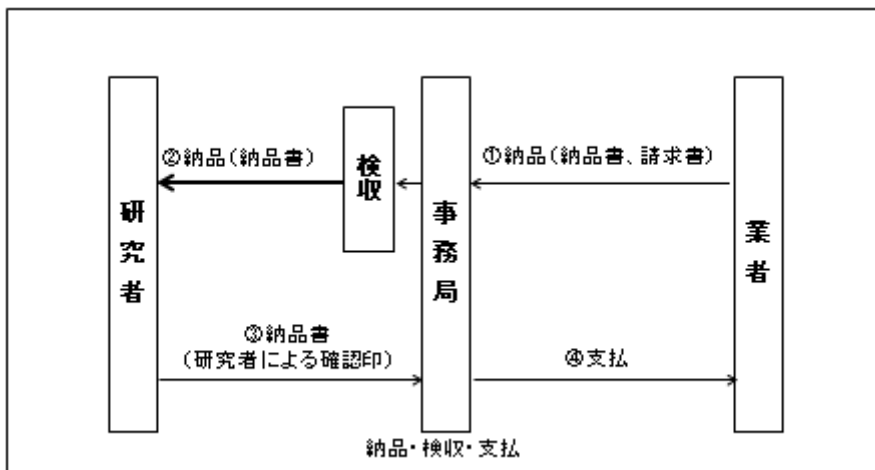 ②納品(納品書)
①納品(納品書、請求書)
検収
研究者
事務局
業者
③納品書
(研究者による確認印)
④支払
納品・検収・支払